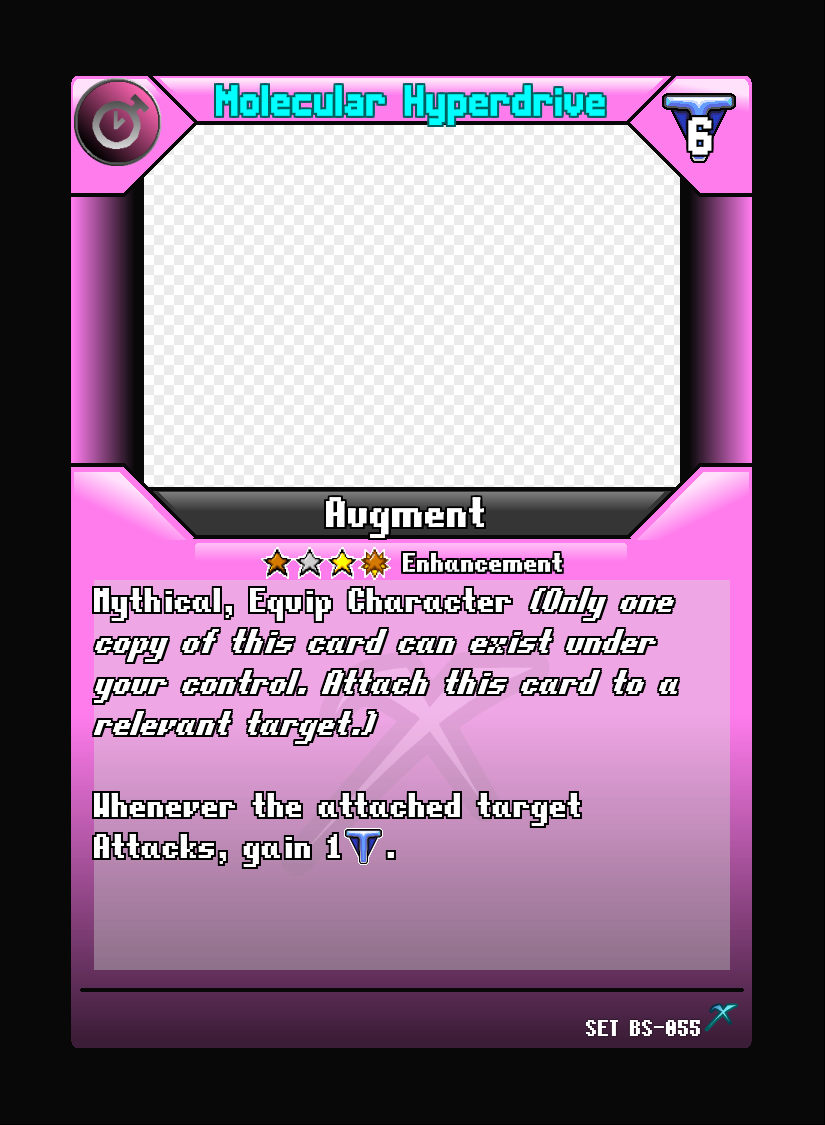 Molecular Hyperdrive
6
Augment
Enhancement
Mythical, Equip Character (Only one
copy of this card can exist under
your control. Attach this card to a
relevant target.)
Whenever the attached target
Attacks, gain 1 .
SET BS-055